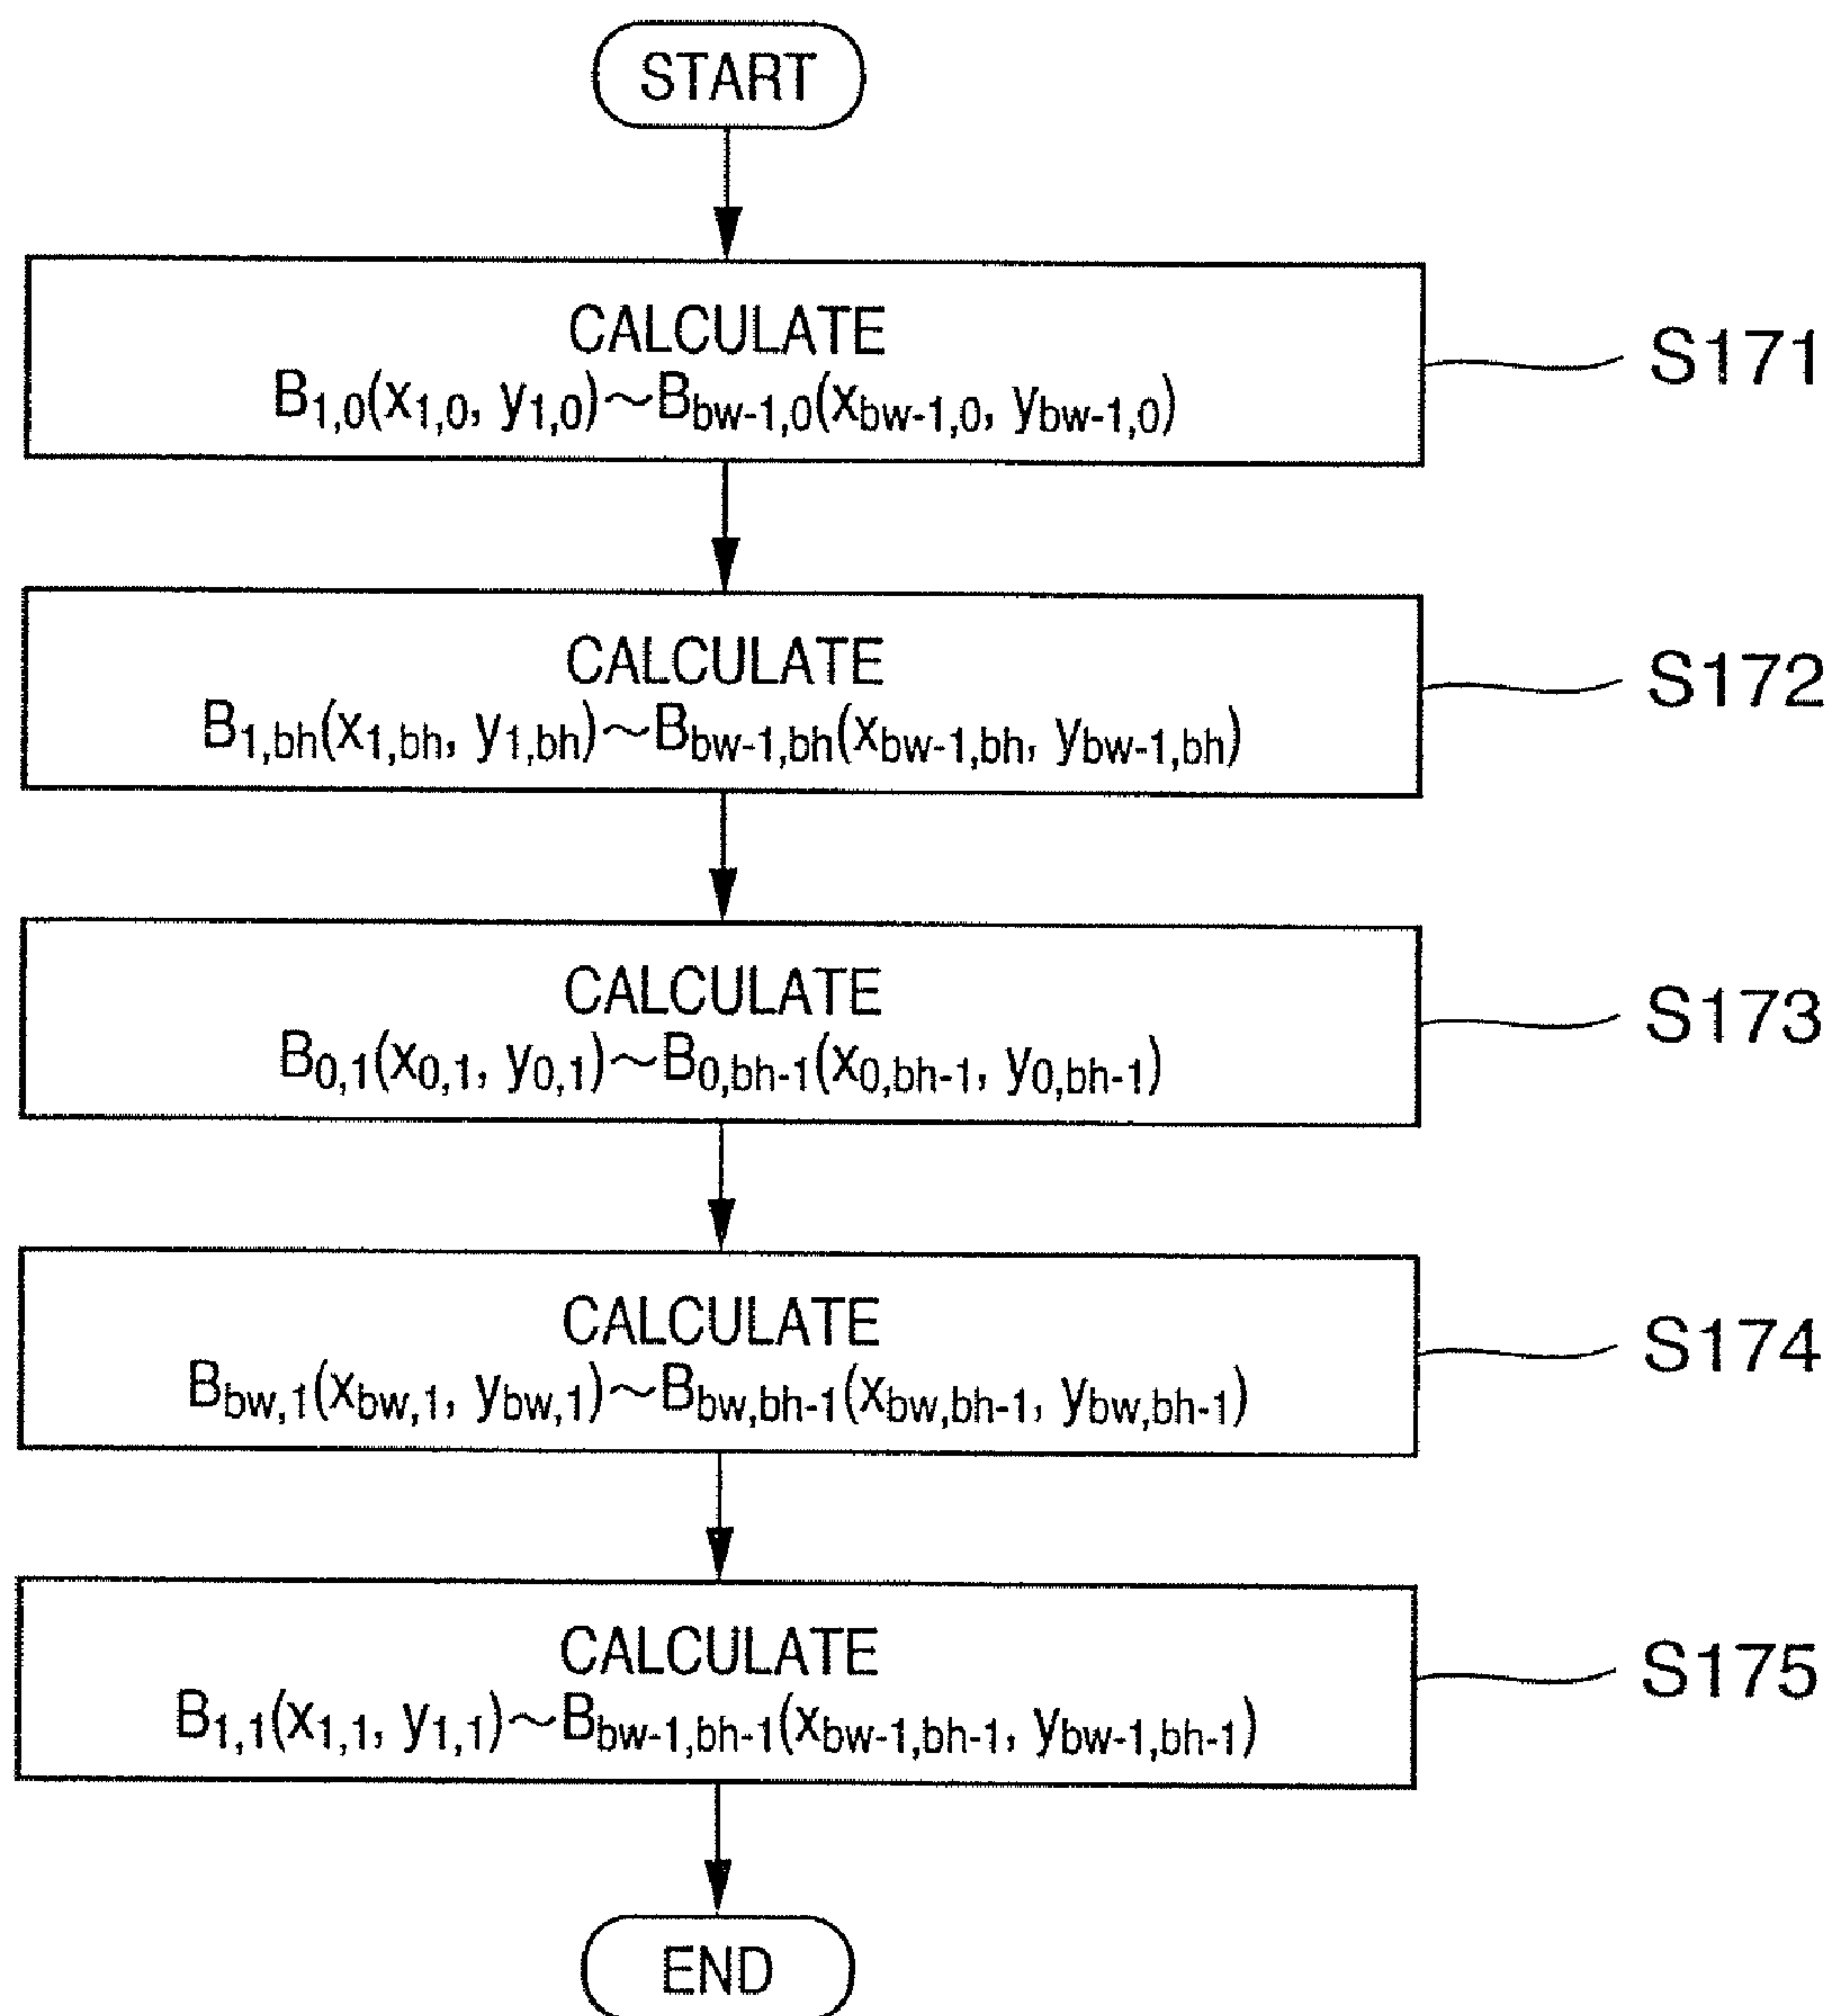 START
CALCULATE
B1,0(x1,0, y1,0)~Bbw-1,0(xbw-1,0, ybw-1,0)
S171
CALCULATE
B1,bh(x1,bh, y1,bh)~Bbw-1,bh(xbw-1,bh, ybw-1,bh)
S172
CALCULATE
B0,1(x0,1, y0,1)~B0,bh-1(x0,bh-1, y0,bh-1)
S173
CALCULATE
Bbw,1(xbw,1, ybw,1)~Bbw,bh-1(xbw,bh-1, ybw,bh-1)
S174
CALCULATE
B1,1(x1,1, y1,1)~Bbw-1,bh-1(xbw-1,bh-1, ybw-1,bh-1)
S175
END